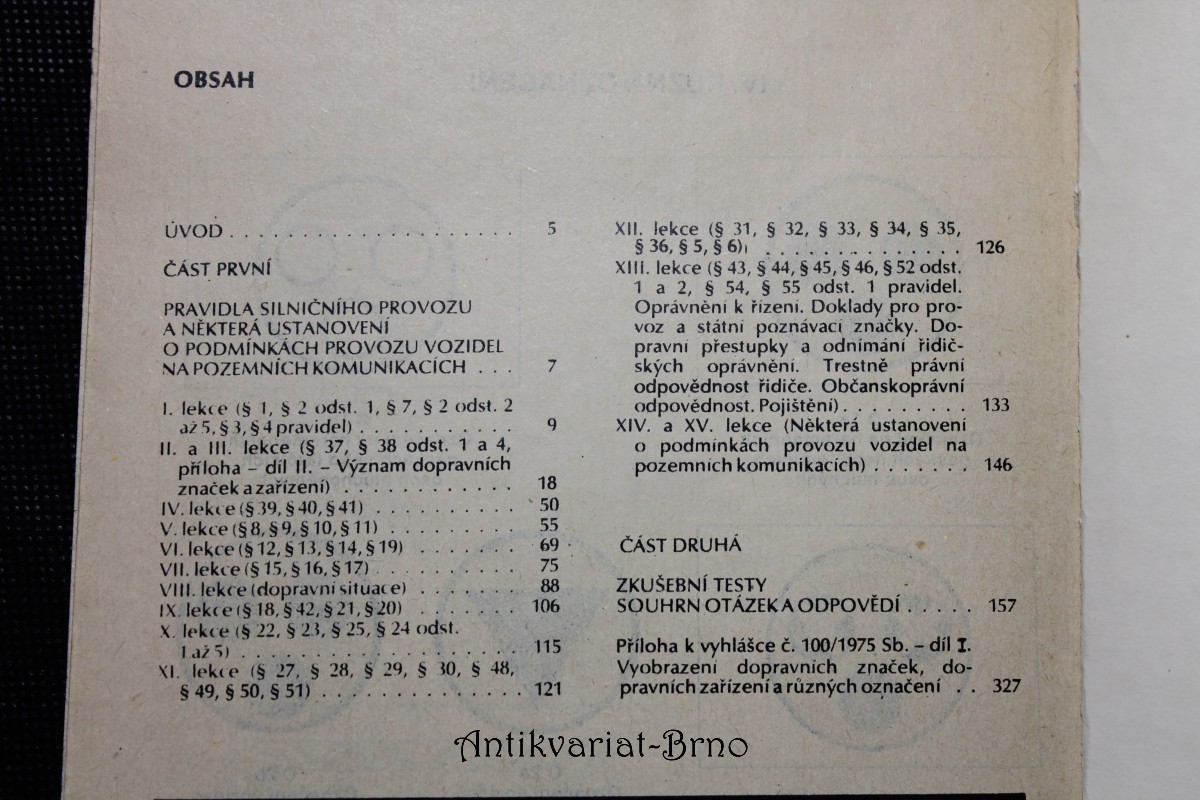 OBSAH
ÚVOD . . . . . . . . . . . . . . . . . . . . 5
ČÁST PRVNÍ
PRAVIDLA SILNIČNÍHO PROVOZU
A NĚKTERÁ USTANOVENÍ
O PODMÍNKÁCH PROVOZU VOZIDEL
NA POZEMNÍCH KOMUNIKACÍCH . . . 7
I. lekce (§ 1, § 2 odst. 1, § 7, § 2 odst. 2
až 5, § 3, § 4 pravidel) . . . . . . . . . . . 9
II. a III. lekce (§ 37, § 38 odst. 1 a 4,
příloha – díl II. – Význam dopravních
značek a zařízení) . . . . . . . . . . . . 18
IV. lekce (§ 39, § 40, § 41) . . . . . . . . . . 50
V. lekce (§ 8, § 9, § 10, § 11) . . . . . . . . . 55
VI. lekce (§ 12, § 13, § 14, § 19) . . . . . . . 69
VII. lekce (§ 15, § 16, § 17) . . . . . . . . . . 75
VIII. lekce (dopravní situace) . . . . . . . . 88
IX. lekce (§ 18, § 42, § 21, § 20) . . . . . . . 106
X. lekce (§ 22, § 23, § 25, § 24 odst.
1 až 5) . . . . . . . . . . . . . . . . . . . 115
XI. lekce (§ 27, § 28, § 29, § 30, § 48,
§ 49, § 50, § 51) . . . . . . . . . . . . . . 121
XII. lekce (§ 31, § 32, § 33, § 34, § 35,
§ 36, § 5, § 6) . . . . . . . . . . . . . . 126
XIII. lekce (§ 43, § 44, § 45, § 46, § 52 odst.
1 a 2, § 54, § 55 odst. 1 pravidel.
Oprávnění k řízení. Doklady pro pro-
voz a státní poznávací značky. Do-
pravní přestupky a odnímání řidič-
ských oprávnění. Trestně právní
odpovědnost řidiče. Občanskoprávní
odpovědnost. Pojištění) . . . . . . . . . 133
XIV. a XV. lekce (Některá ustanovení
o podmínkách provozu vozidel na
pozemních komunikacích) . . . . . . . 146
ČÁST DRUHÁ
ZKUŠEBNÍ TESTY
SOUHRN OTÁZEK A ODPOVĚDÍ . . . . . 157
Příloha k vyhlášce č. 100/1975 Sb. – díl I.
Vyobrazení dopravních značek, do-
pravních zařízení a různých označení . . 327
Antikvariat-Brno